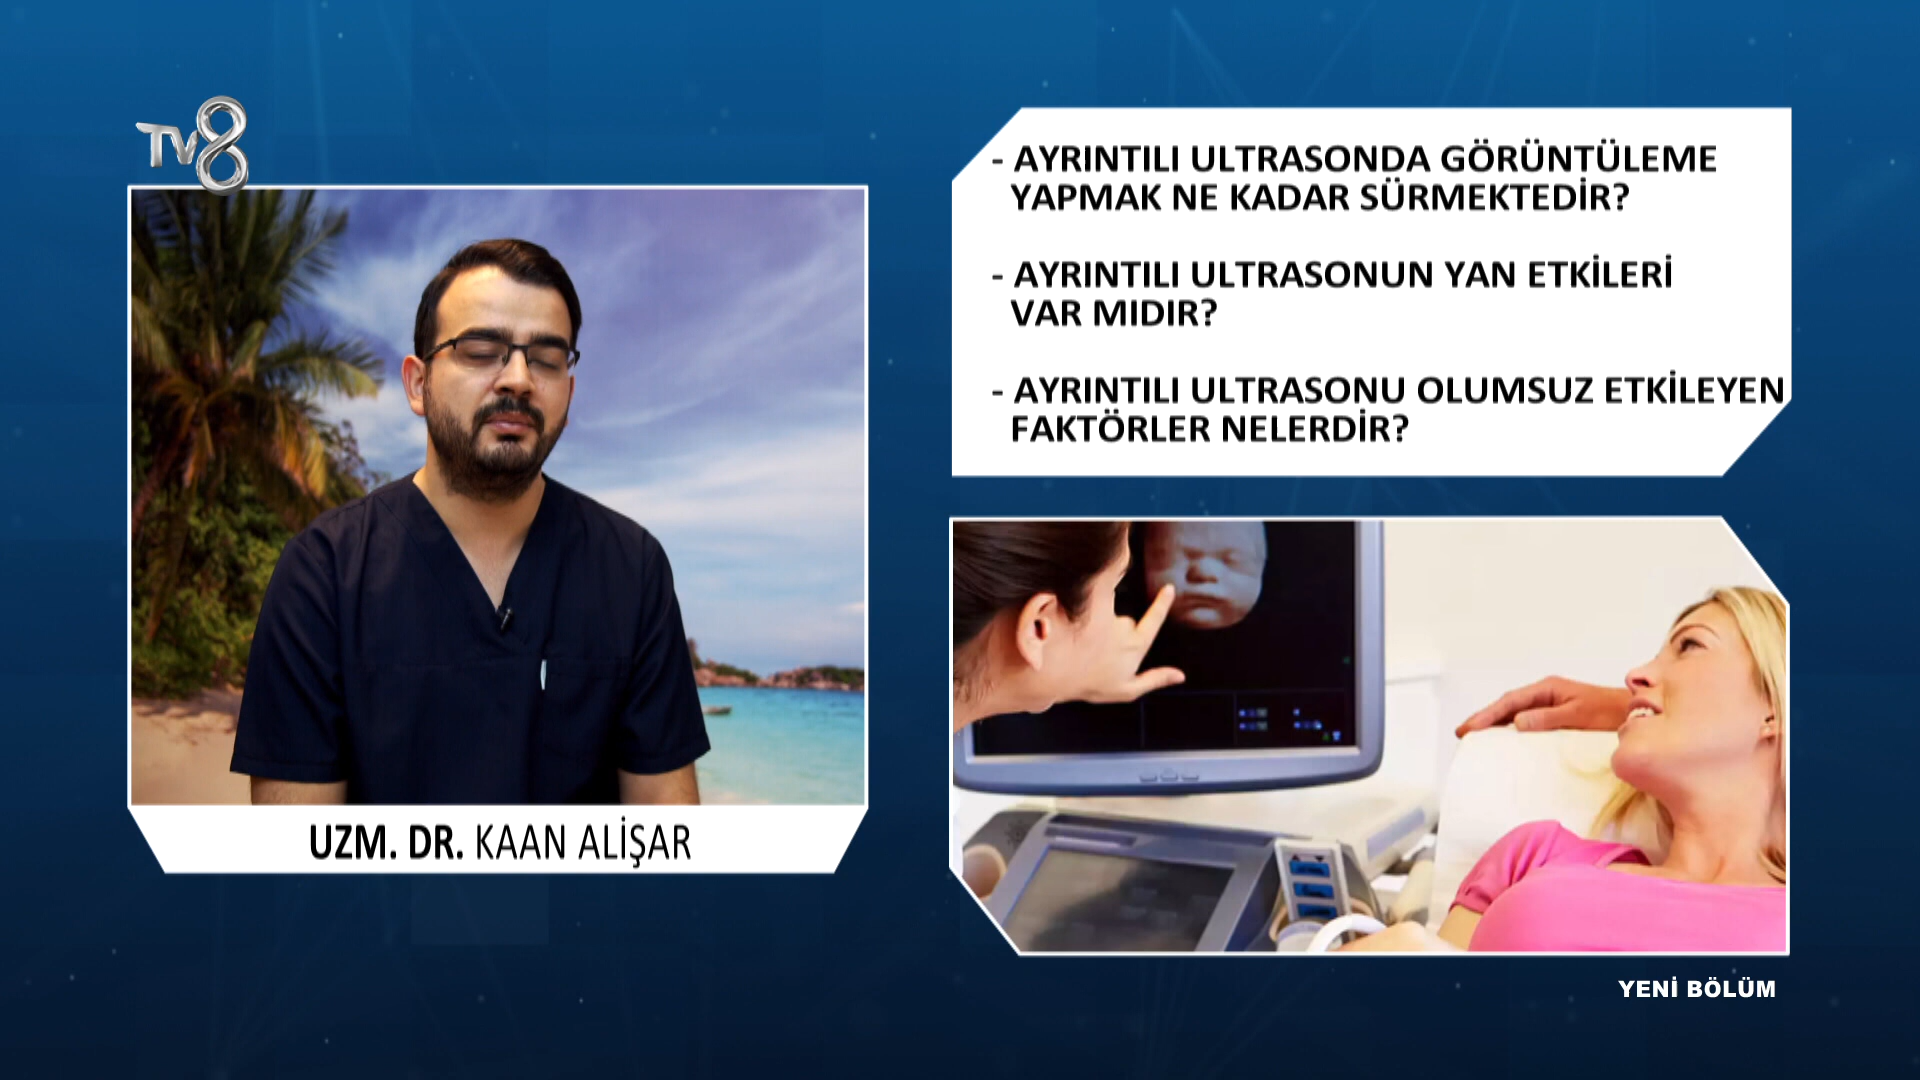 TV8
- AYRINTILI ULTRASONDA GÖRÜNTÜLEME
YAPMAK NE KADAR SÜRMEKTEDİR?
- AYRINTILI ULTRASONUN YAN ETKİLERİ
VAR MIDIR?
- AYRINTILI ULTRASONU OLUMSUZ ETKİLEYEN
FAKTÖRLER NELERDİR?
UZM. DR. KAAN ALİŞAR
YENİ BÖLÜM